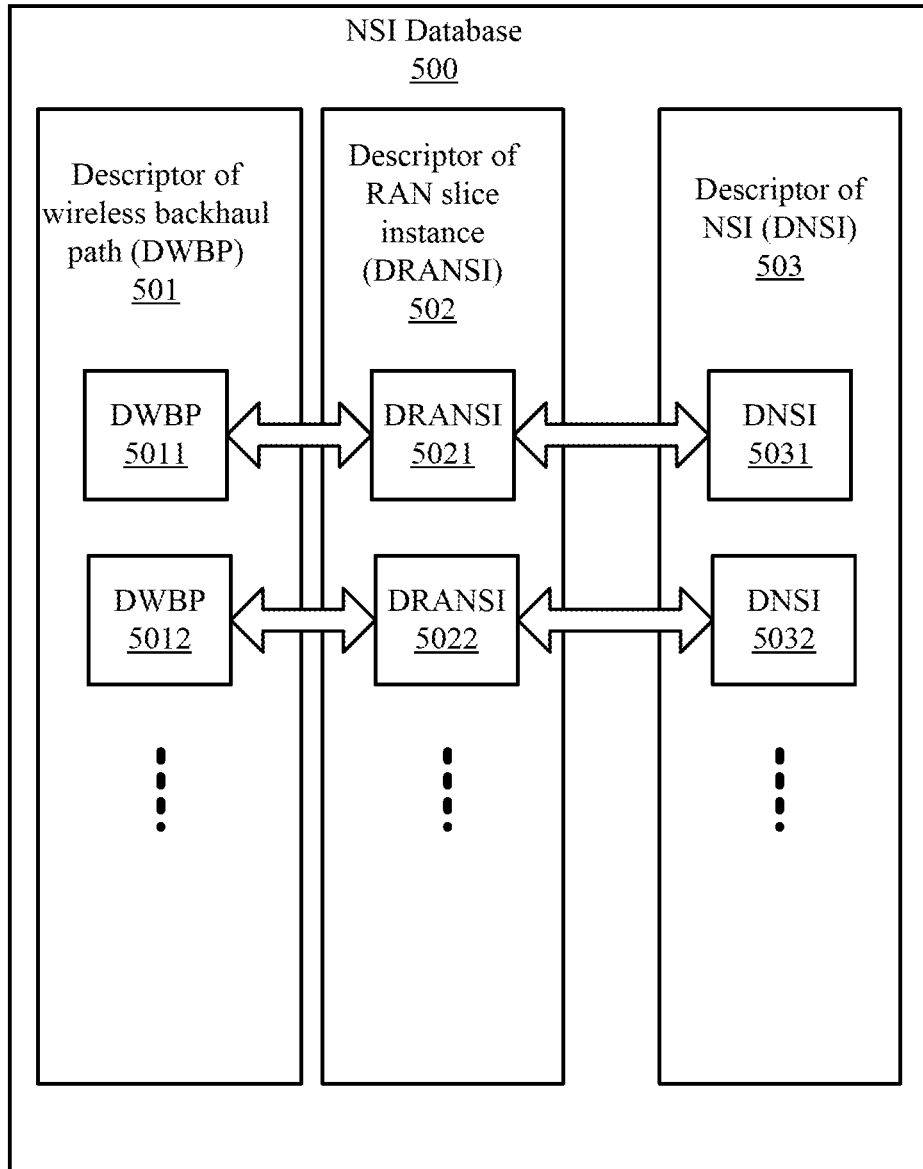 NSI Database
500
Descriptor of
wireless backhaul
path (DWBP)
501
Descriptor of
RAN slice
instance
(DRANSI)
502
Descriptor of
NSI (DNSI)
503
DWBP
5011
DRANSI
5021
DNSI
5031
DWBP
5012
DRANSI
5022
DNSI
5032